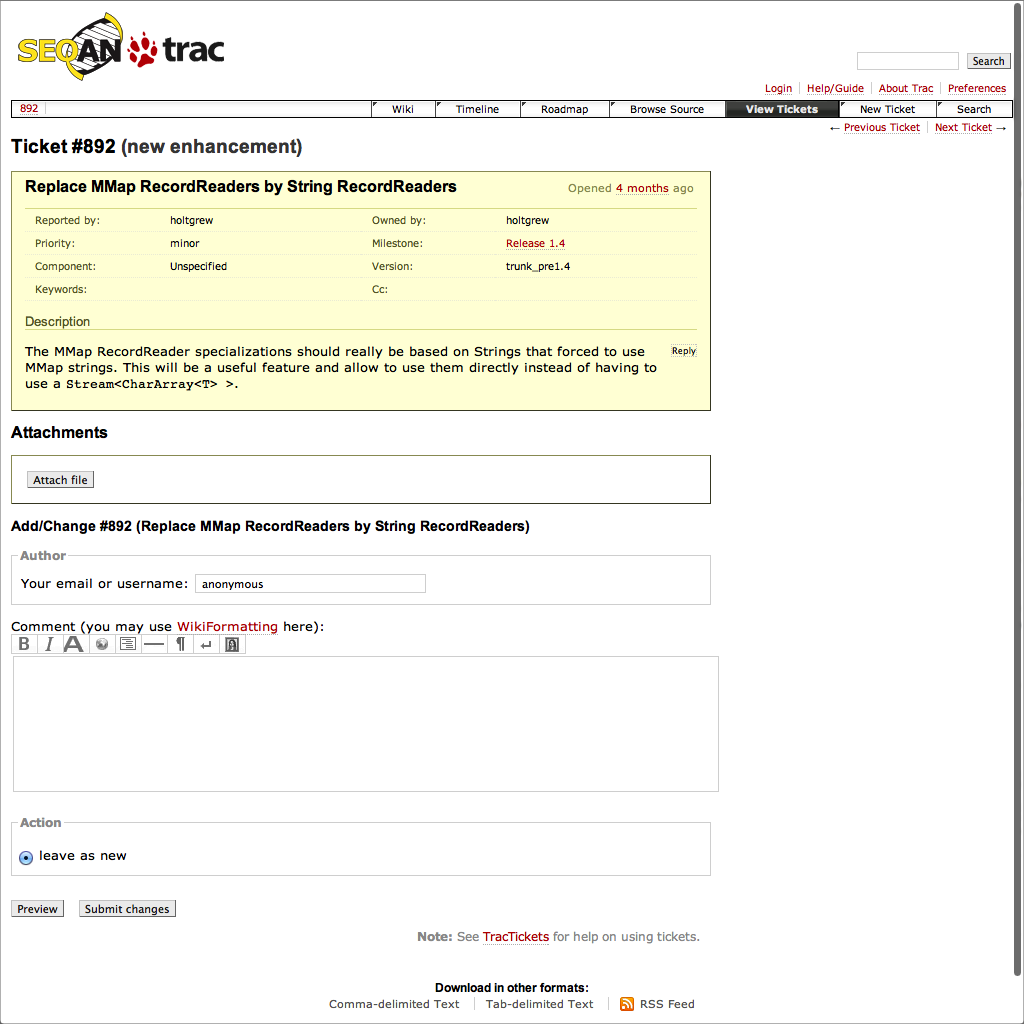 SEQAN trac
Search
Login Help/Guide About Trac Preferences
892 Wiki Timeline Roadmap Browse Source View Tickets New Ticket Search
← Previous Ticket Next Ticket →
Ticket #892 (new enhancement)
Replace MMap RecordReaders by String RecordReaders Opened 4 months ago
Reported by: holtgrew Owned by: holtgrew
Priority: minor Milestone: Release 1.4
Component: Unspecified Version: trunk_pre1.4
Keywords: Cc:
Description
The MMap RecordReader specializations should really be based on Strings that forced to use Reply
MMap strings. This will be a useful feature and allow to use them directly instead of having to
use a Stream<CharArray<T> >.
Attachments
Attach file
Add/Change #892 (Replace MMap RecordReaders by String RecordReaders)
Author
Your email or username: anonymous
Comment (you may use WikiFormatting here):
B I A ¶ ↵
Action
leave as new
Preview Submit changes
Note: See TracTickets for help on using tickets.
Download in other formats:
Comma-delimited Text Tab-delimited Text RSS Feed